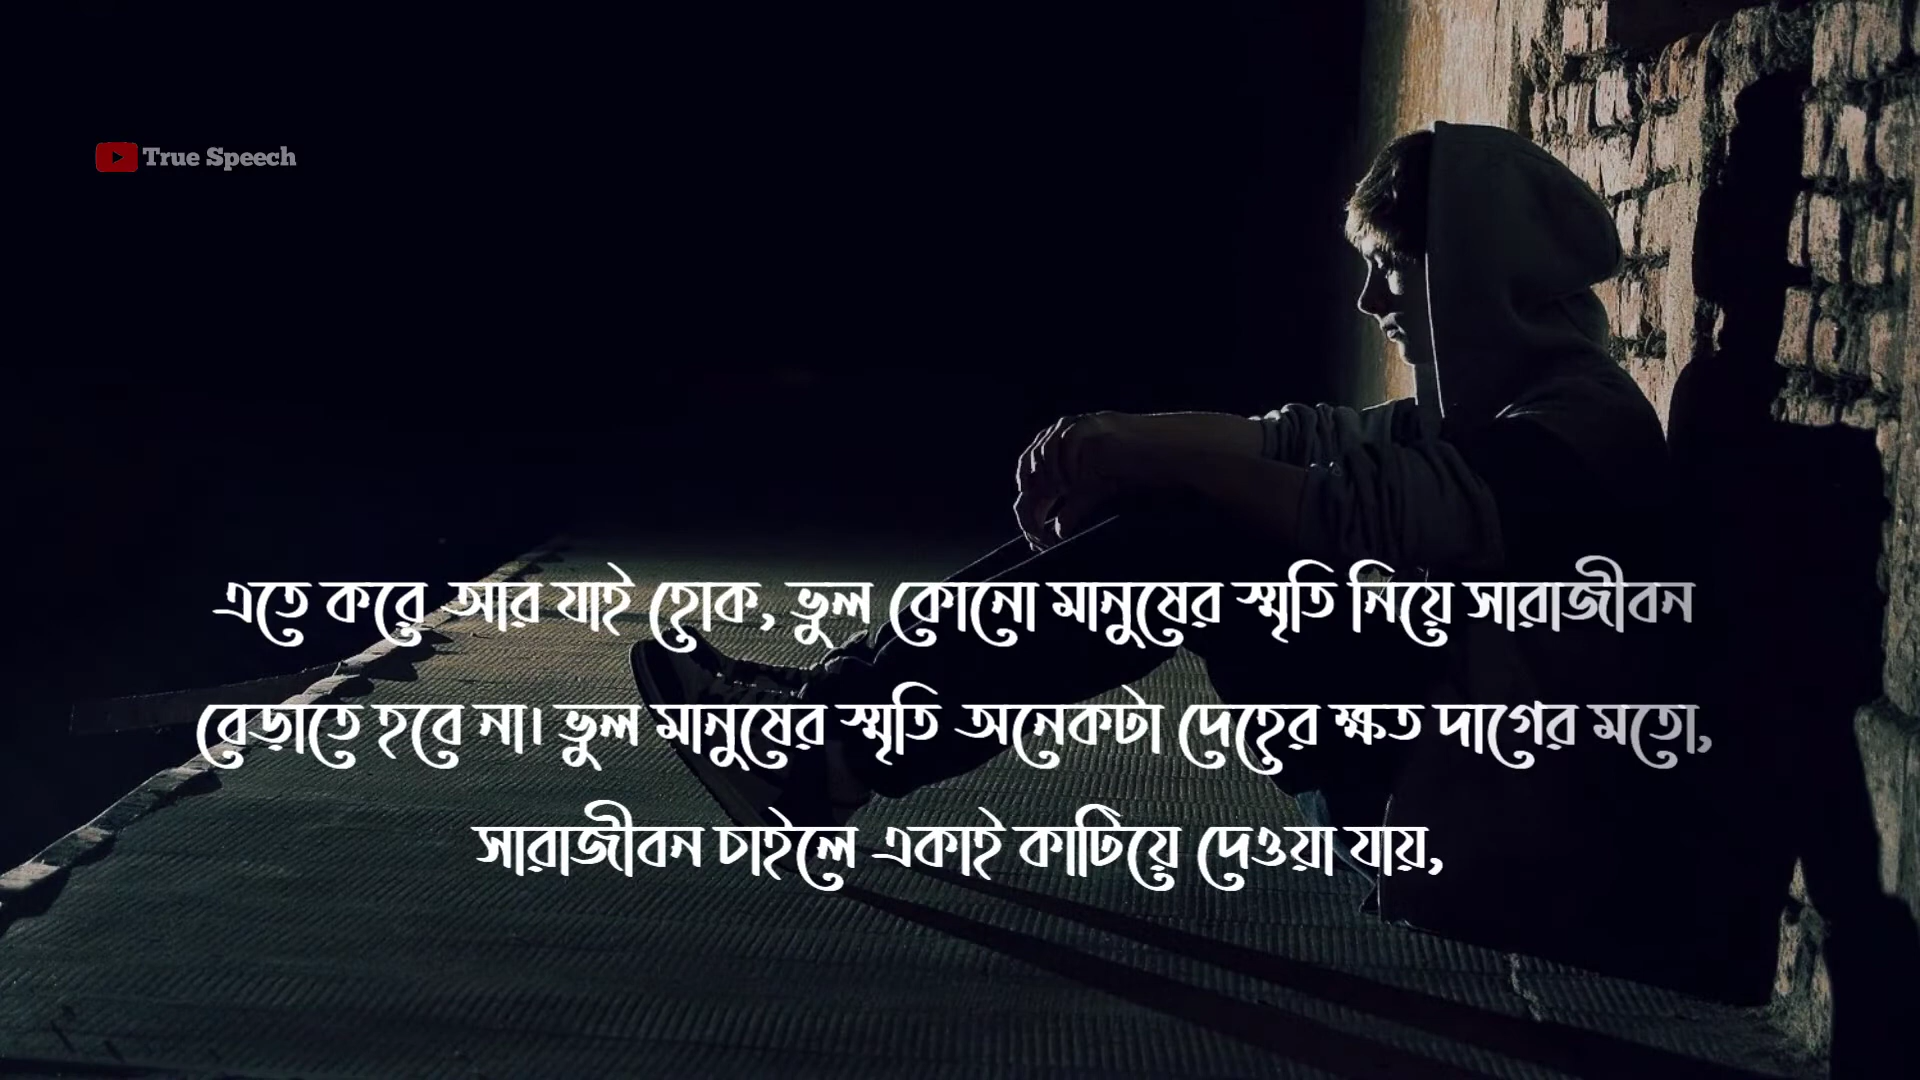 True Speech
এতে করে আর যাই হোক, ভুল কোনো মানুষের স্মৃতি নিয়ে সারাজীবন
বেড়াতে হবে না। ভুল মানুষের স্মৃতি অনেকটা দেহের ক্ষত দাগের মতো,
সারাজীবন চাইলে একাই কাটিয়ে দেওয়া যায়,